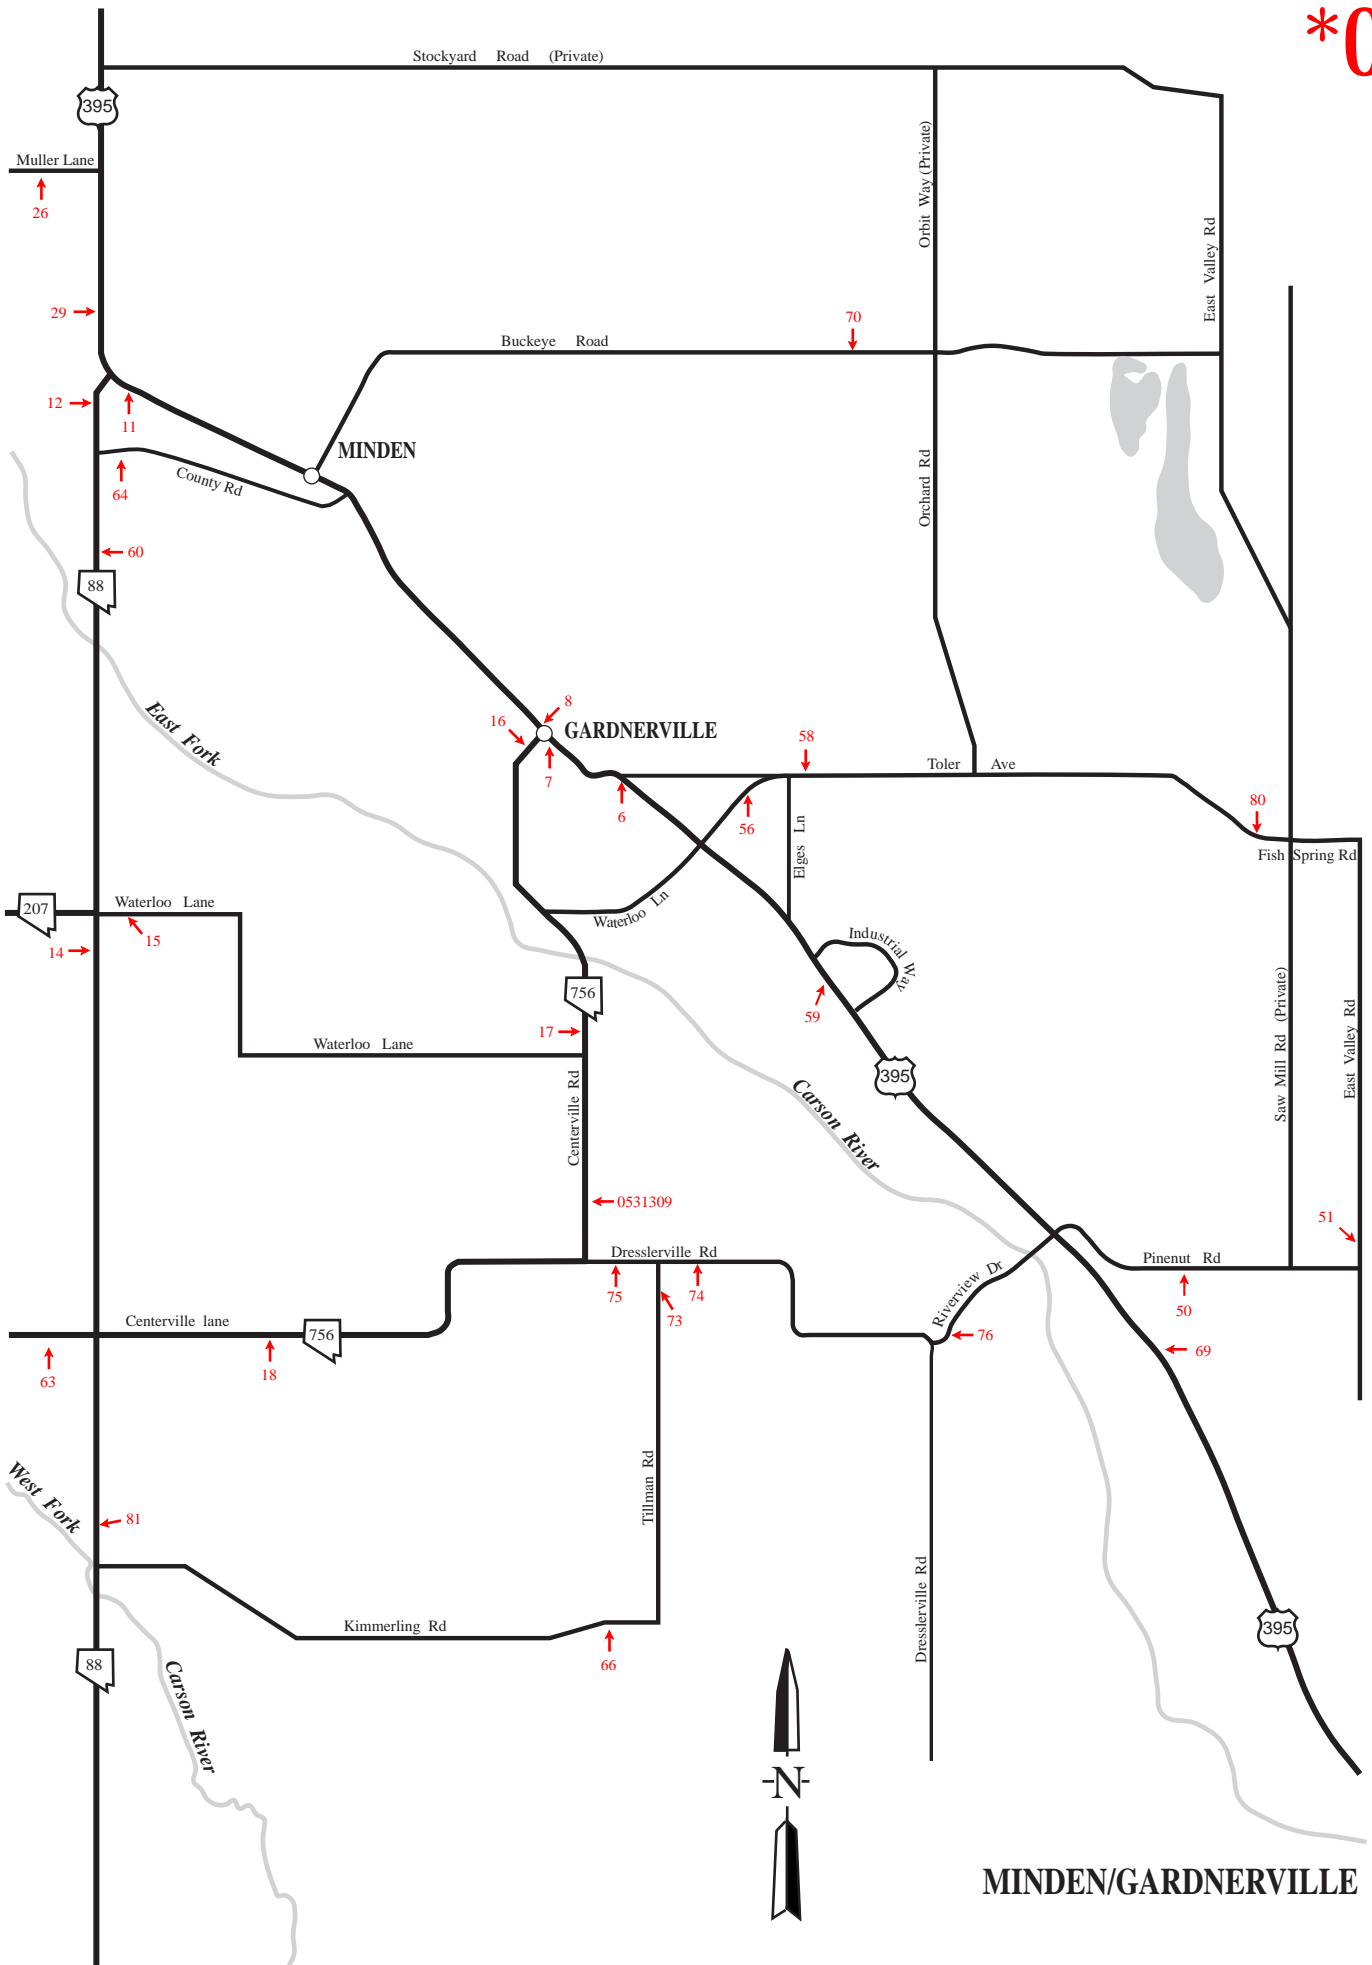 *0
Stockyard Road (Private)
395
Muller Lane
26
Orbit Way (Private)
East Valley Rd
29
70
Buckeye Road
12
11
MINDEN
64
County Rd
Orchard Rd
60
88
East Fork
8
16
GARDNERVILLE
7
58
Toler Ave
6
56
Elges Ln
80
Fish Spring Rd
207
Waterloo Lane
15
14
Waterloo Ln
Industrial Way
756
59
17
Waterloo Lane
395
Saw Mill Rd (Private)
East Valley Rd
Centerville Rd
Carson River
0531309
51
Dresslerville Rd
Pinenut Rd
75
74
73
Riverview Dr
50
Centerville lane
756
76
69
63
18
West Fork
81
Tillman Rd
Kimmerling Rd
66
Dresslerville Rd
395
88
Carson River
-N-
MINDEN/GARDNERVILLE